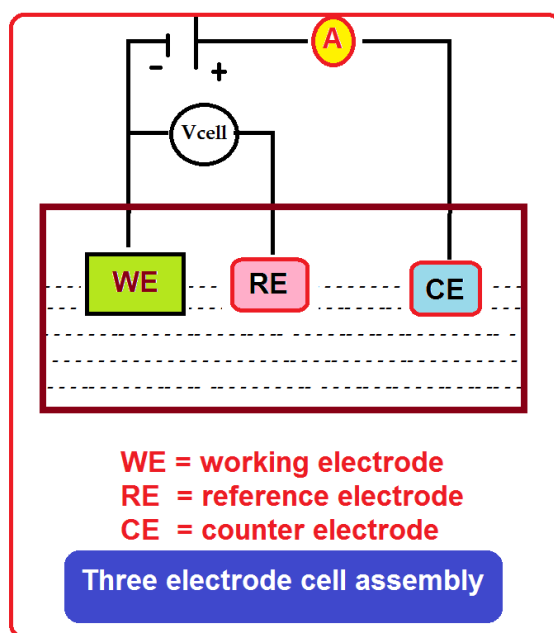 A
- +
Vcell
WE RE CE
WE = working electrode
RE = reference electrode
CE = counter electrode
Three electrode cell assembly